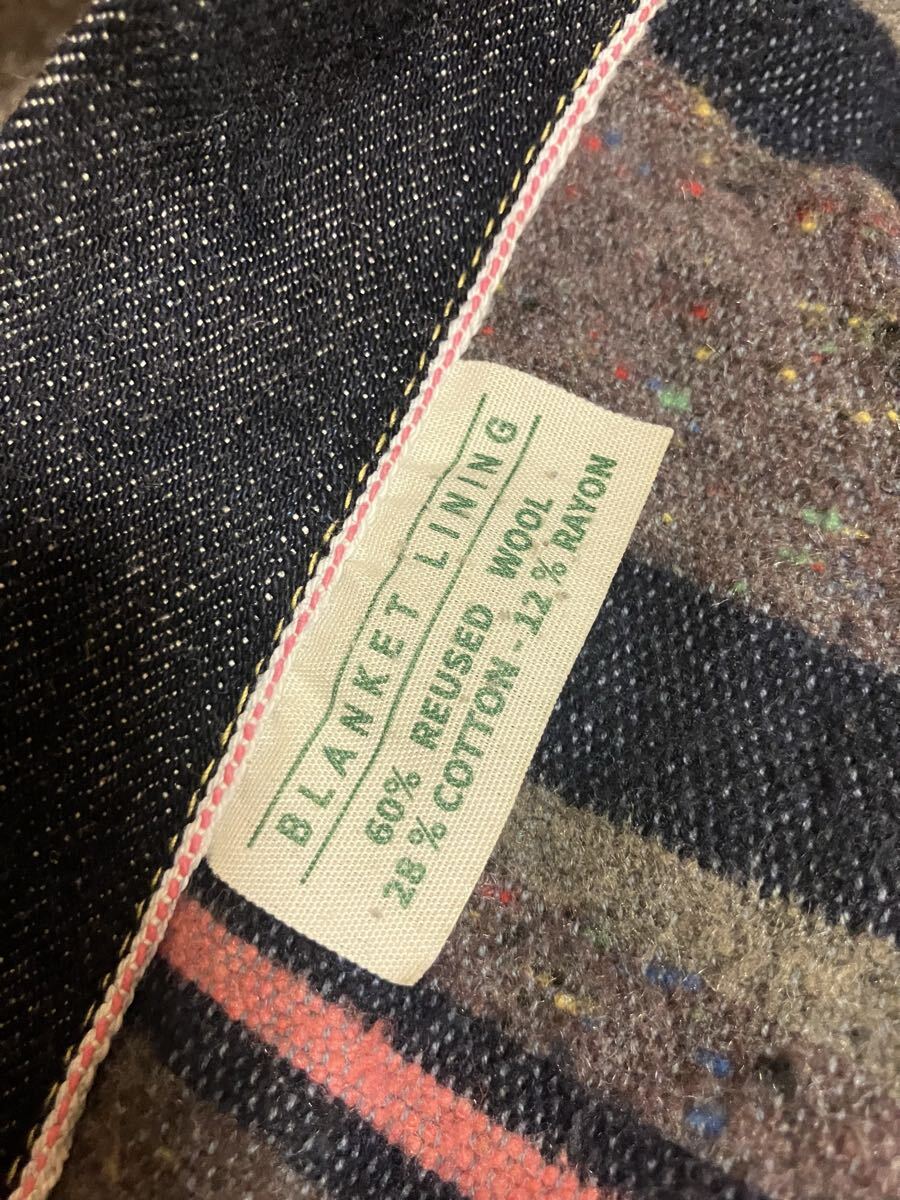 BLANKET LINING
60% REUSED WOOL
28% COTTON - 12% RAYON